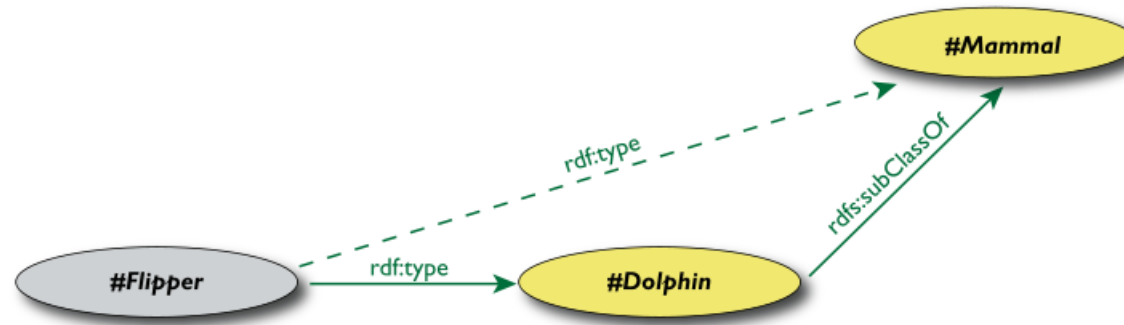 #Mammal
rdf:type
rdfs:subClassOf
#Flipper
rdf:type
#Dolphin